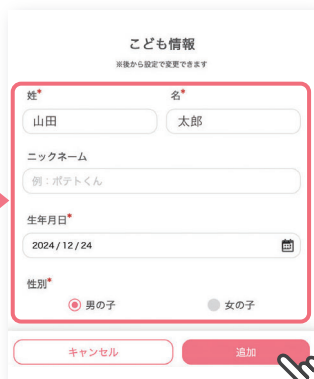 こども情報
※後から設定で変更できます
姓* 名*
山田 太郎
ニックネーム
例：ポテトくん
生年月日*
2024/12/24
性別*
男の子 女の子
キャンセル 追加